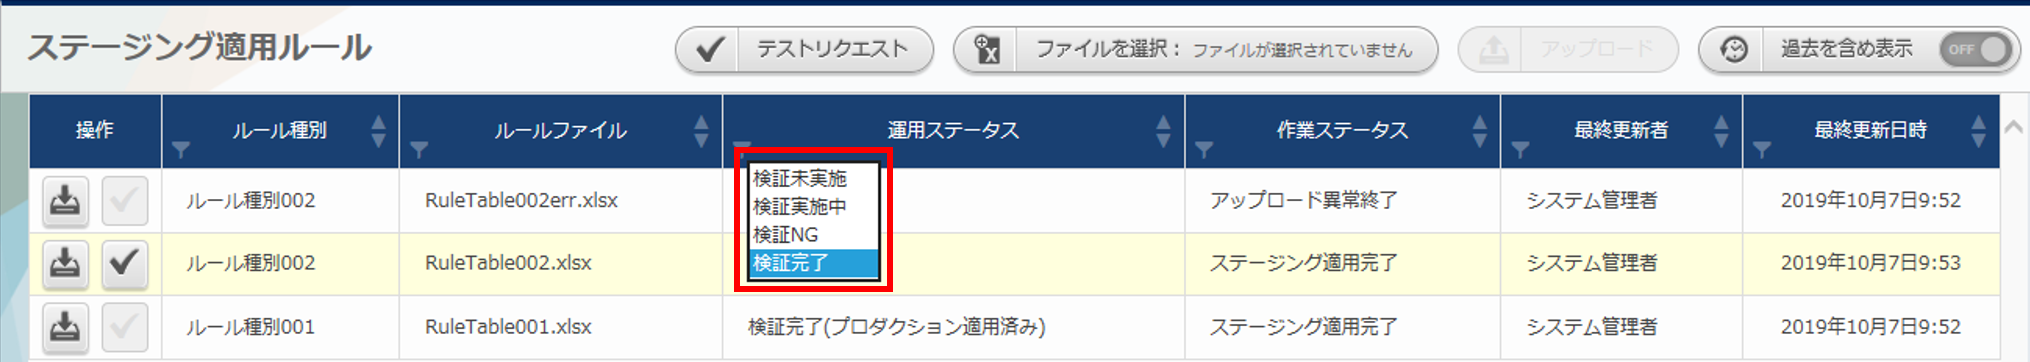 ステージング適用ルール
テストリクエスト
ファイルを選択： ファイルが選択されていません
アップロード
過去を含め表示 OFF
操作 ルール種別 ルールファイル 運用ステータス 作業ステータス 最終更新者 最終更新日時
ルール種別002 RuleTable002err.xlsx アップロード異常終了 システム管理者 2019年10月7日9:52
検証未実施
検証実施中
検証NG
検証完了
ルール種別002 RuleTable002.xlsx ステージング適用完了 システム管理者 2019年10月7日9:53
ルール種別001 RuleTable001.xlsx 検証完了(プロダクション適用済み) ステージング適用完了 システム管理者 2019年10月7日9:52